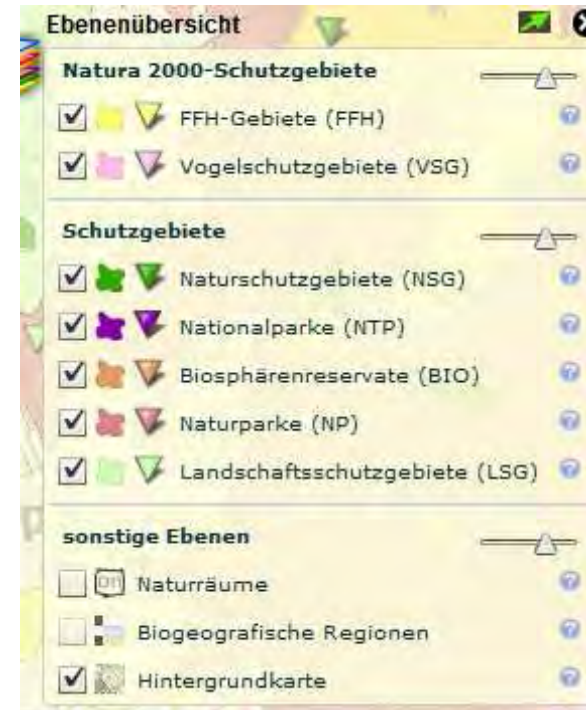 Ebenenübersicht
Natura 2000-Schutzgebiete
FFH-Gebiete (FFH)
Vogelschutzgebiete (VSG)
Schutzgebiete
Naturschutzgebiete (NSG)
Nationalparke (NTP)
Biosphärenreservate (BIO)
Naturparke (NP)
Landschaftsschutzgebiete (LSG)
sonstige Ebenen
Naturräume
Biogeografische Regionen
Hintergrundkarte